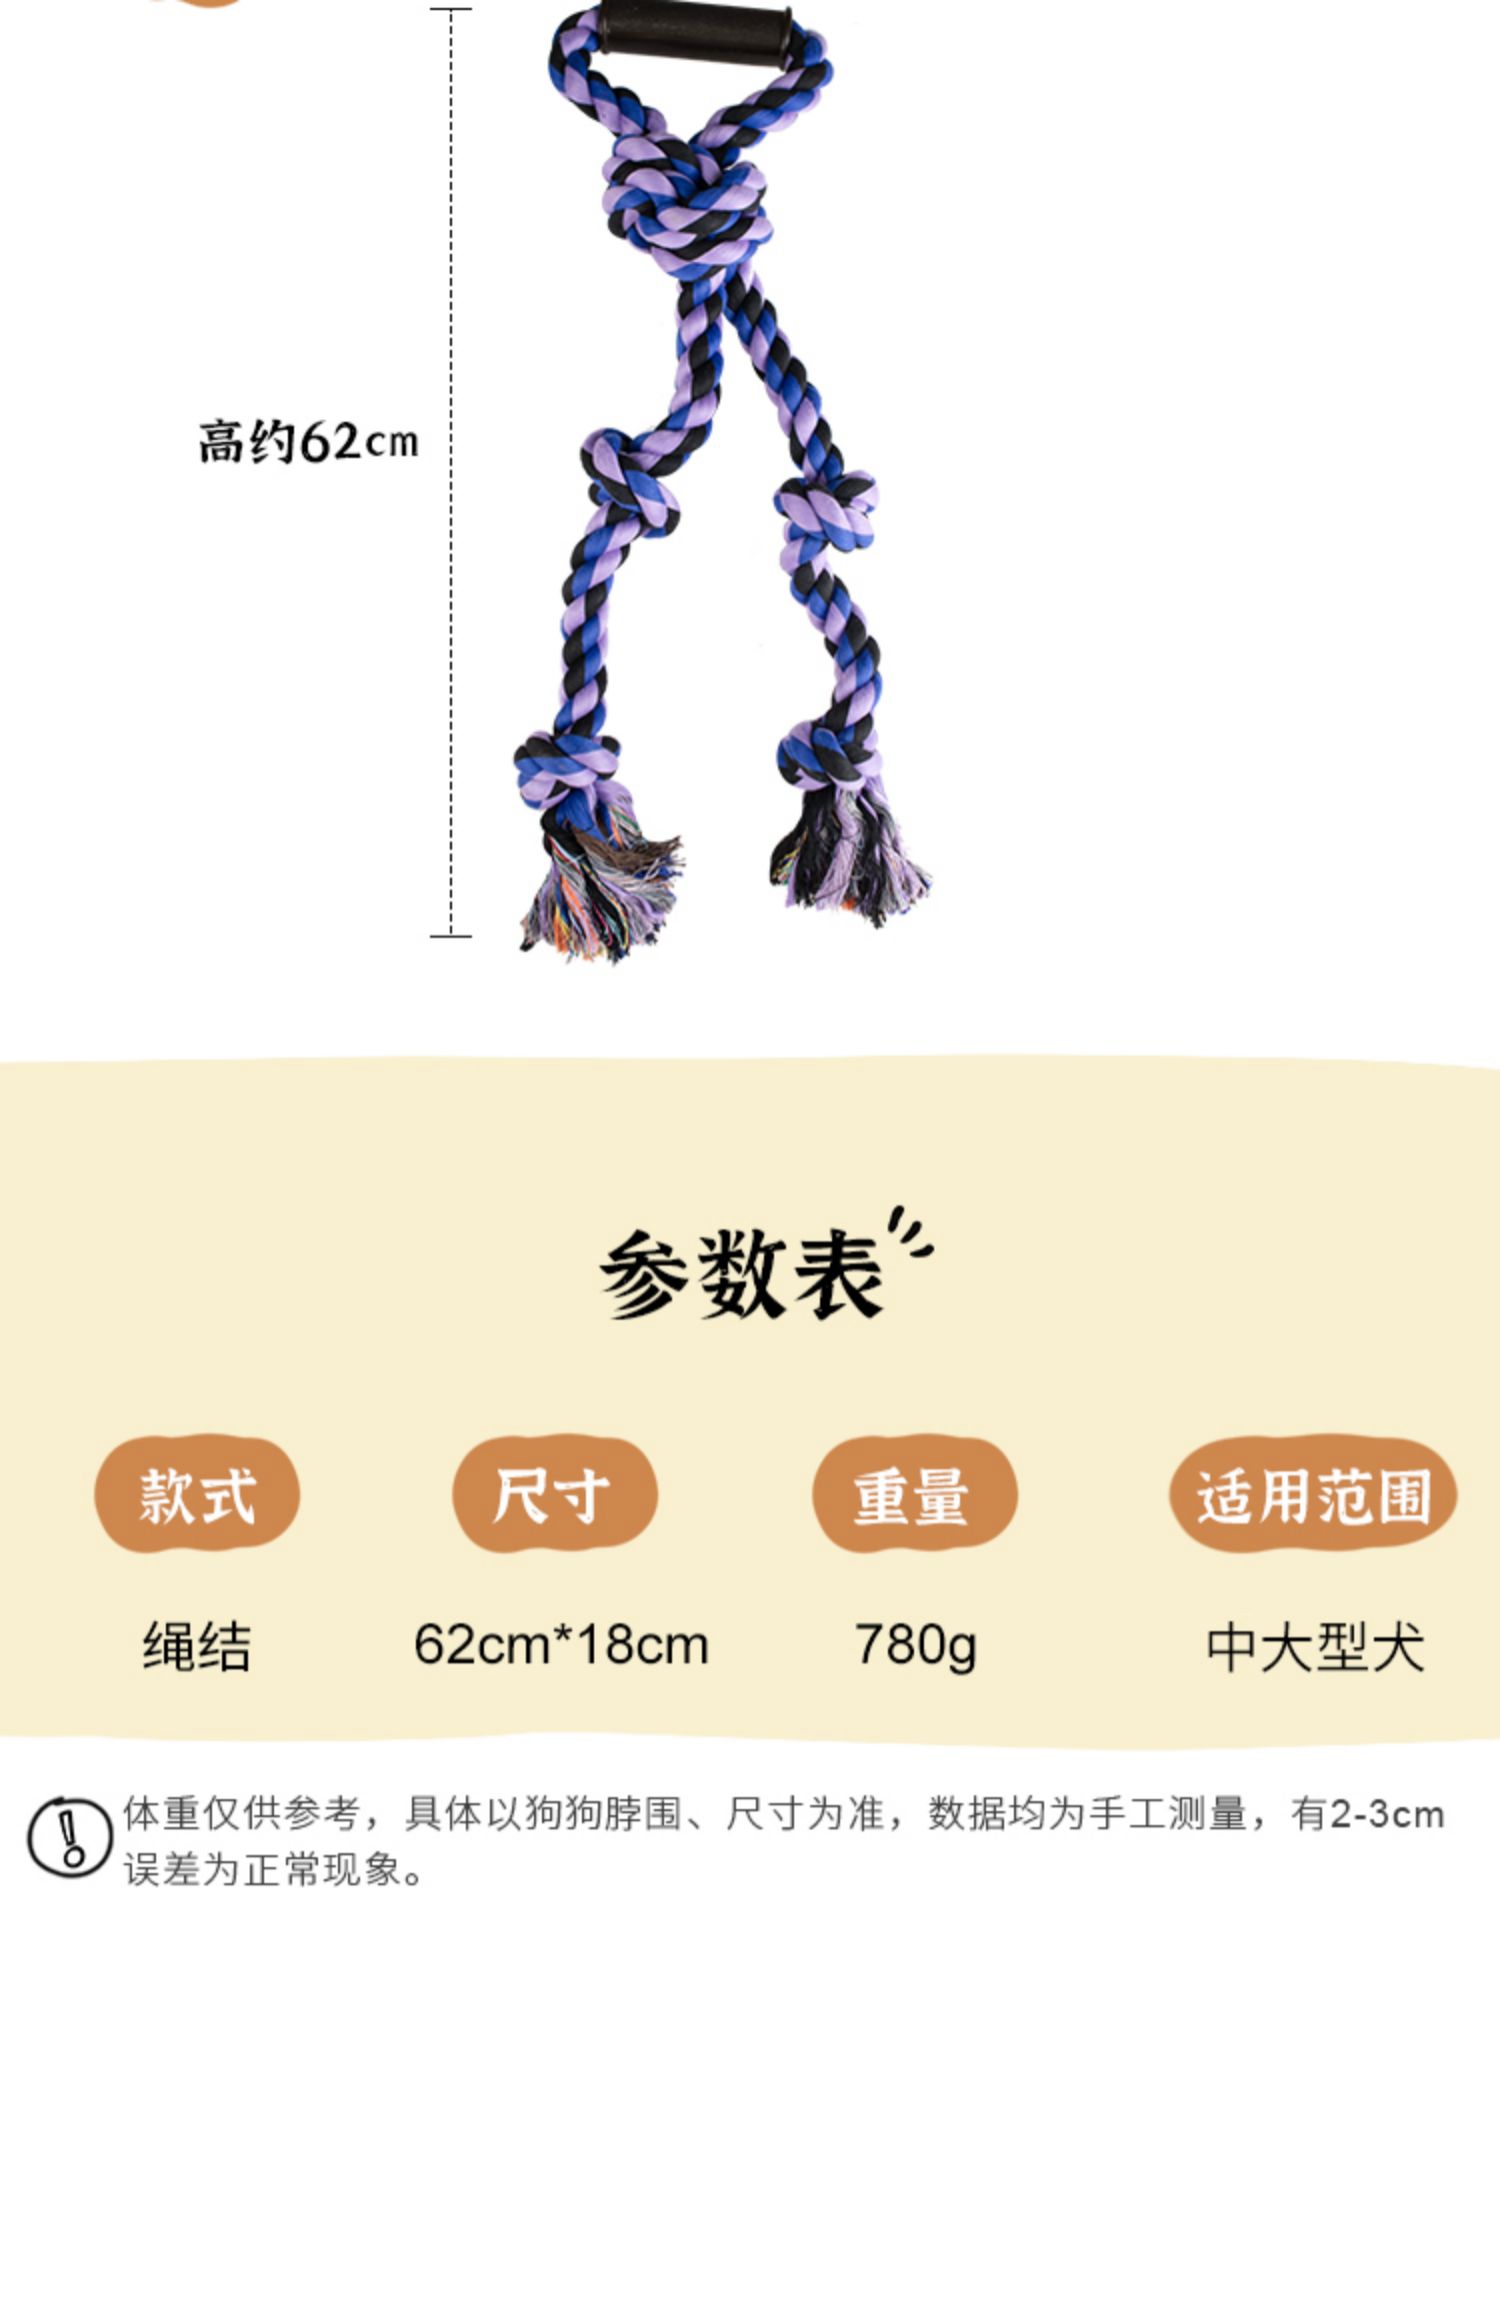 高约62cm
参数表
款式 尺寸 重量 适用范围
绳结 62cm*18cm 780g 中大型犬
体重仅供参考，具体以狗狗脖围、尺寸为准，数据均为手工测量，有2-3cm
误差为正常现象。